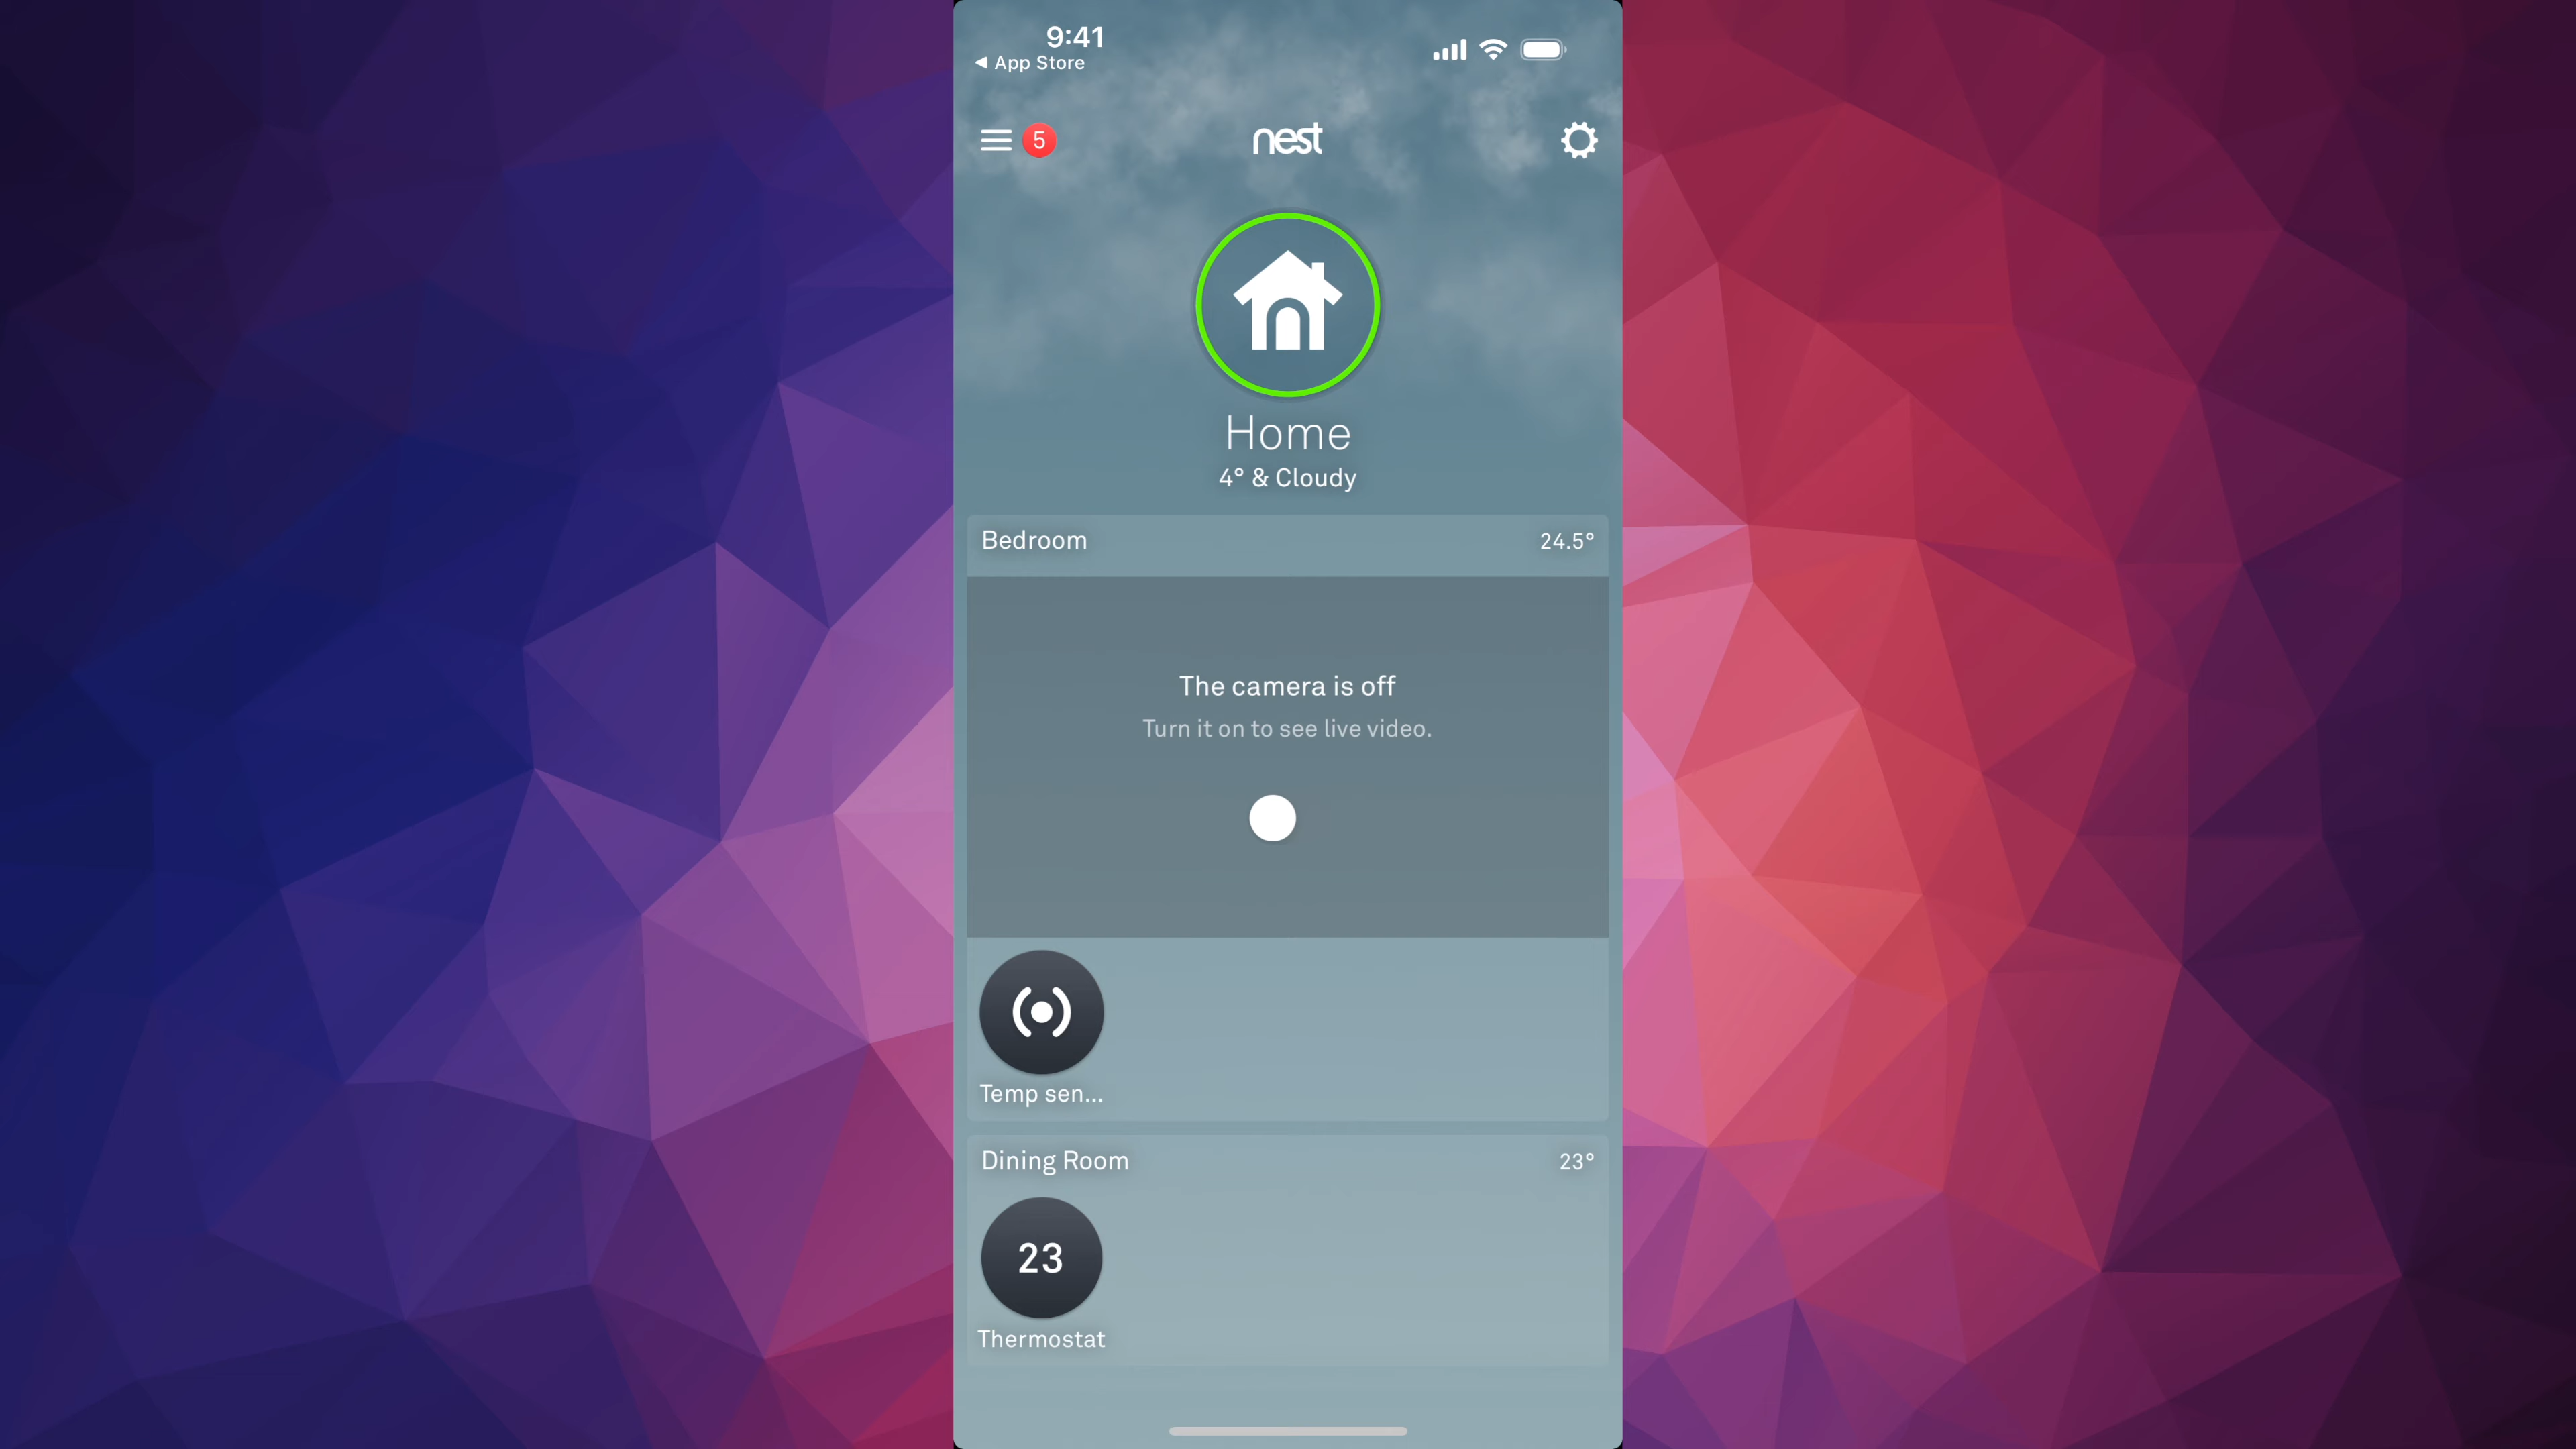 9:41
App Store
5
nest
Home
4° & Cloudy
Bedroom 24.5°
The camera is off
Turn it on to see live video.
Temp sen...
Dining Room 23°
23
Thermostat